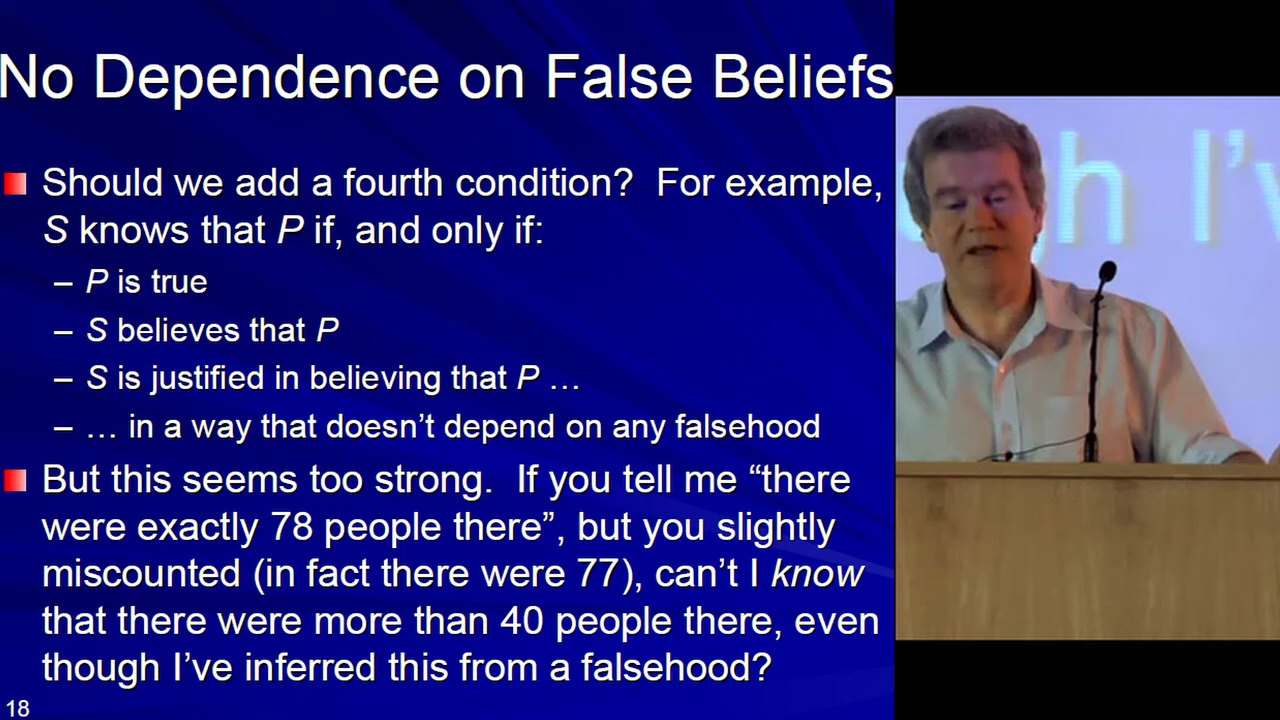 No Dependence on False Beliefs
Should we add a fourth condition?  For example,
S knows that P if, and only if:
– P is true
– S believes that P
– S is justified in believing that P …
– … in a way that doesn’t depend on any falsehood
But this seems too strong.  If you tell me “there
were exactly 78 people there”, but you slightly
miscounted (in fact there were 77), can’t I know
that there were more than 40 people there, even
though I’ve inferred this from a falsehood?
18
gh I’v